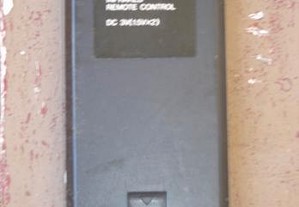 REMOTE CONTROL
DC 3V(1.5V×2)